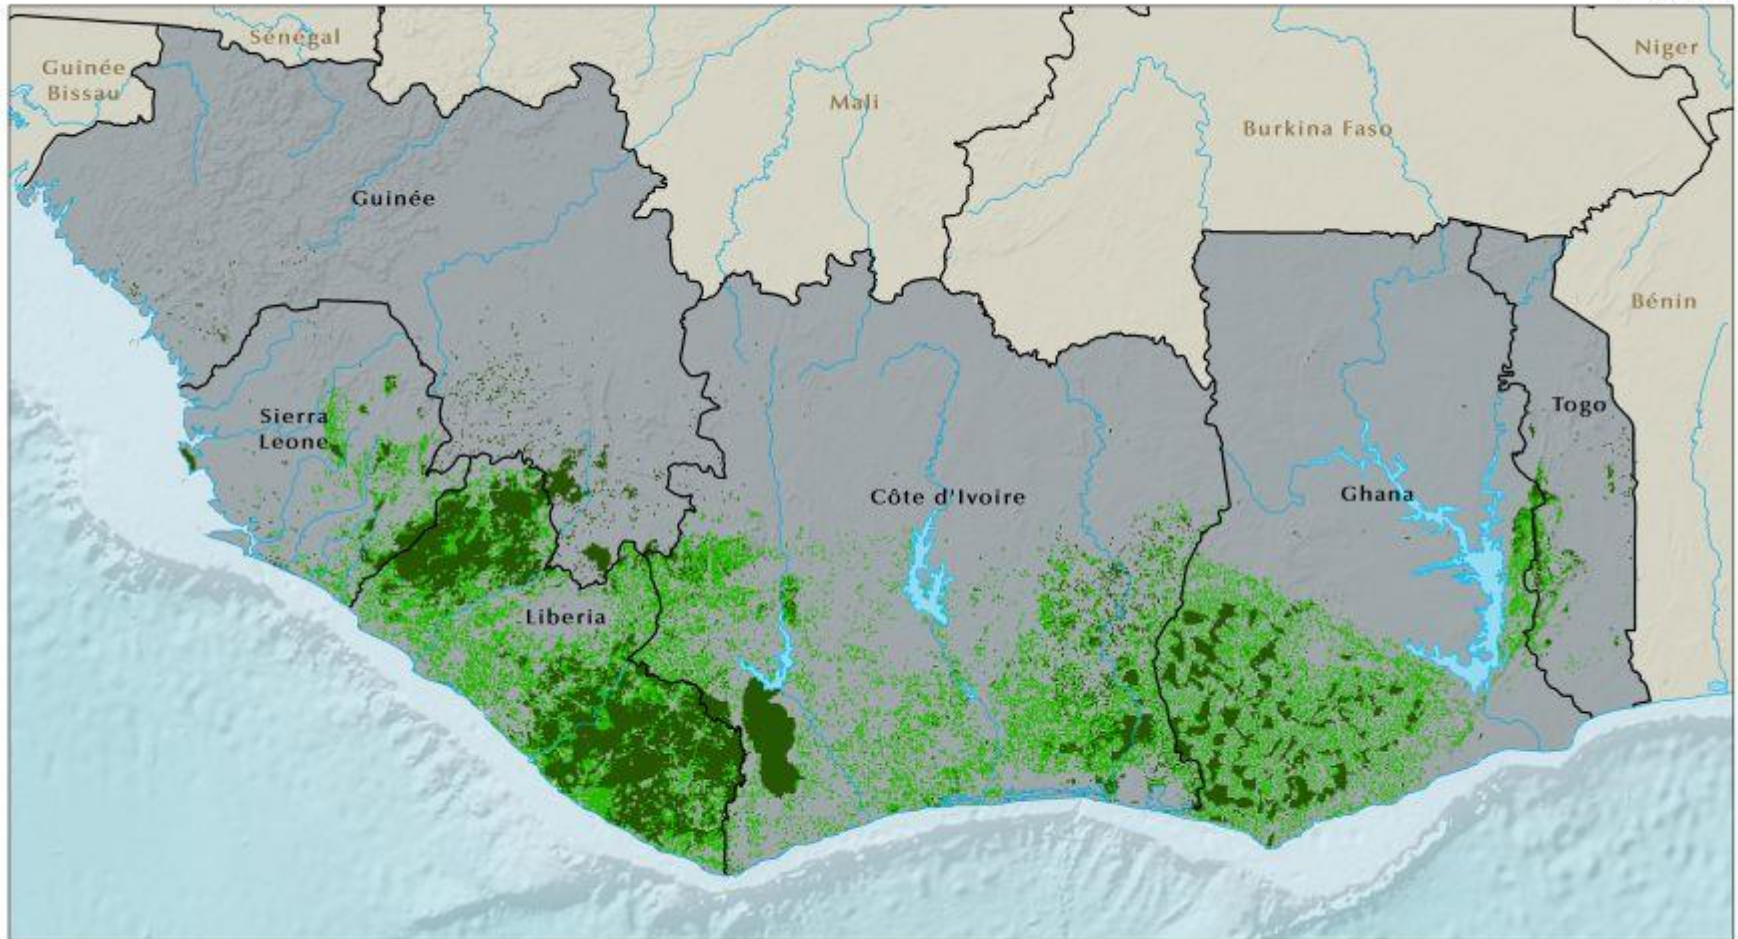 Sénégal
Niger
Guinée
Bissau
Mali
Burkina Faso
Guinée
Bénin
Sierra
Leone
Togo
Côte d'Ivoire
Ghana
Liberia